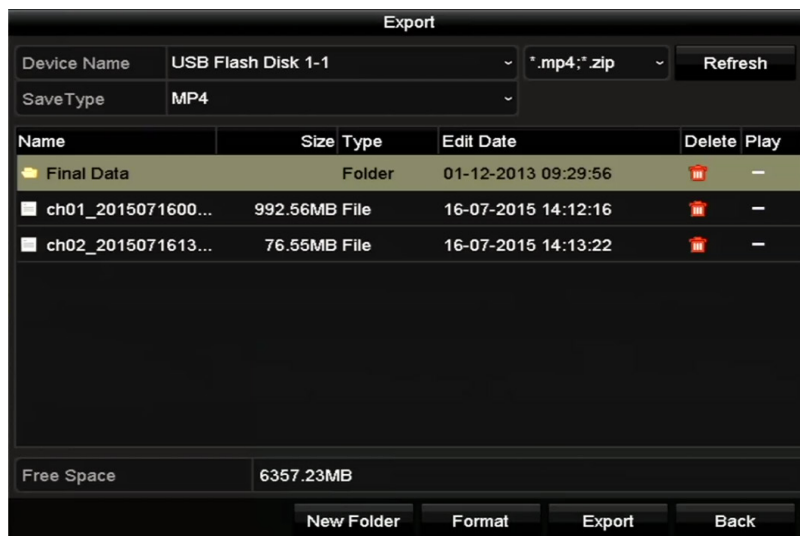 Export
Device Name USB Flash Disk 1-1 *.mp4;*.zip Refresh
SaveType MP4
Name Size Type Edit Date Delete Play
Final Data Folder 01-12-2013 09:29:56
ch01_2015071600... 992.56MB File 16-07-2015 14:12:16
ch02_2015071613... 76.55MB File 16-07-2015 14:13:22
Free Space 6357.23MB
New Folder Format Export Back